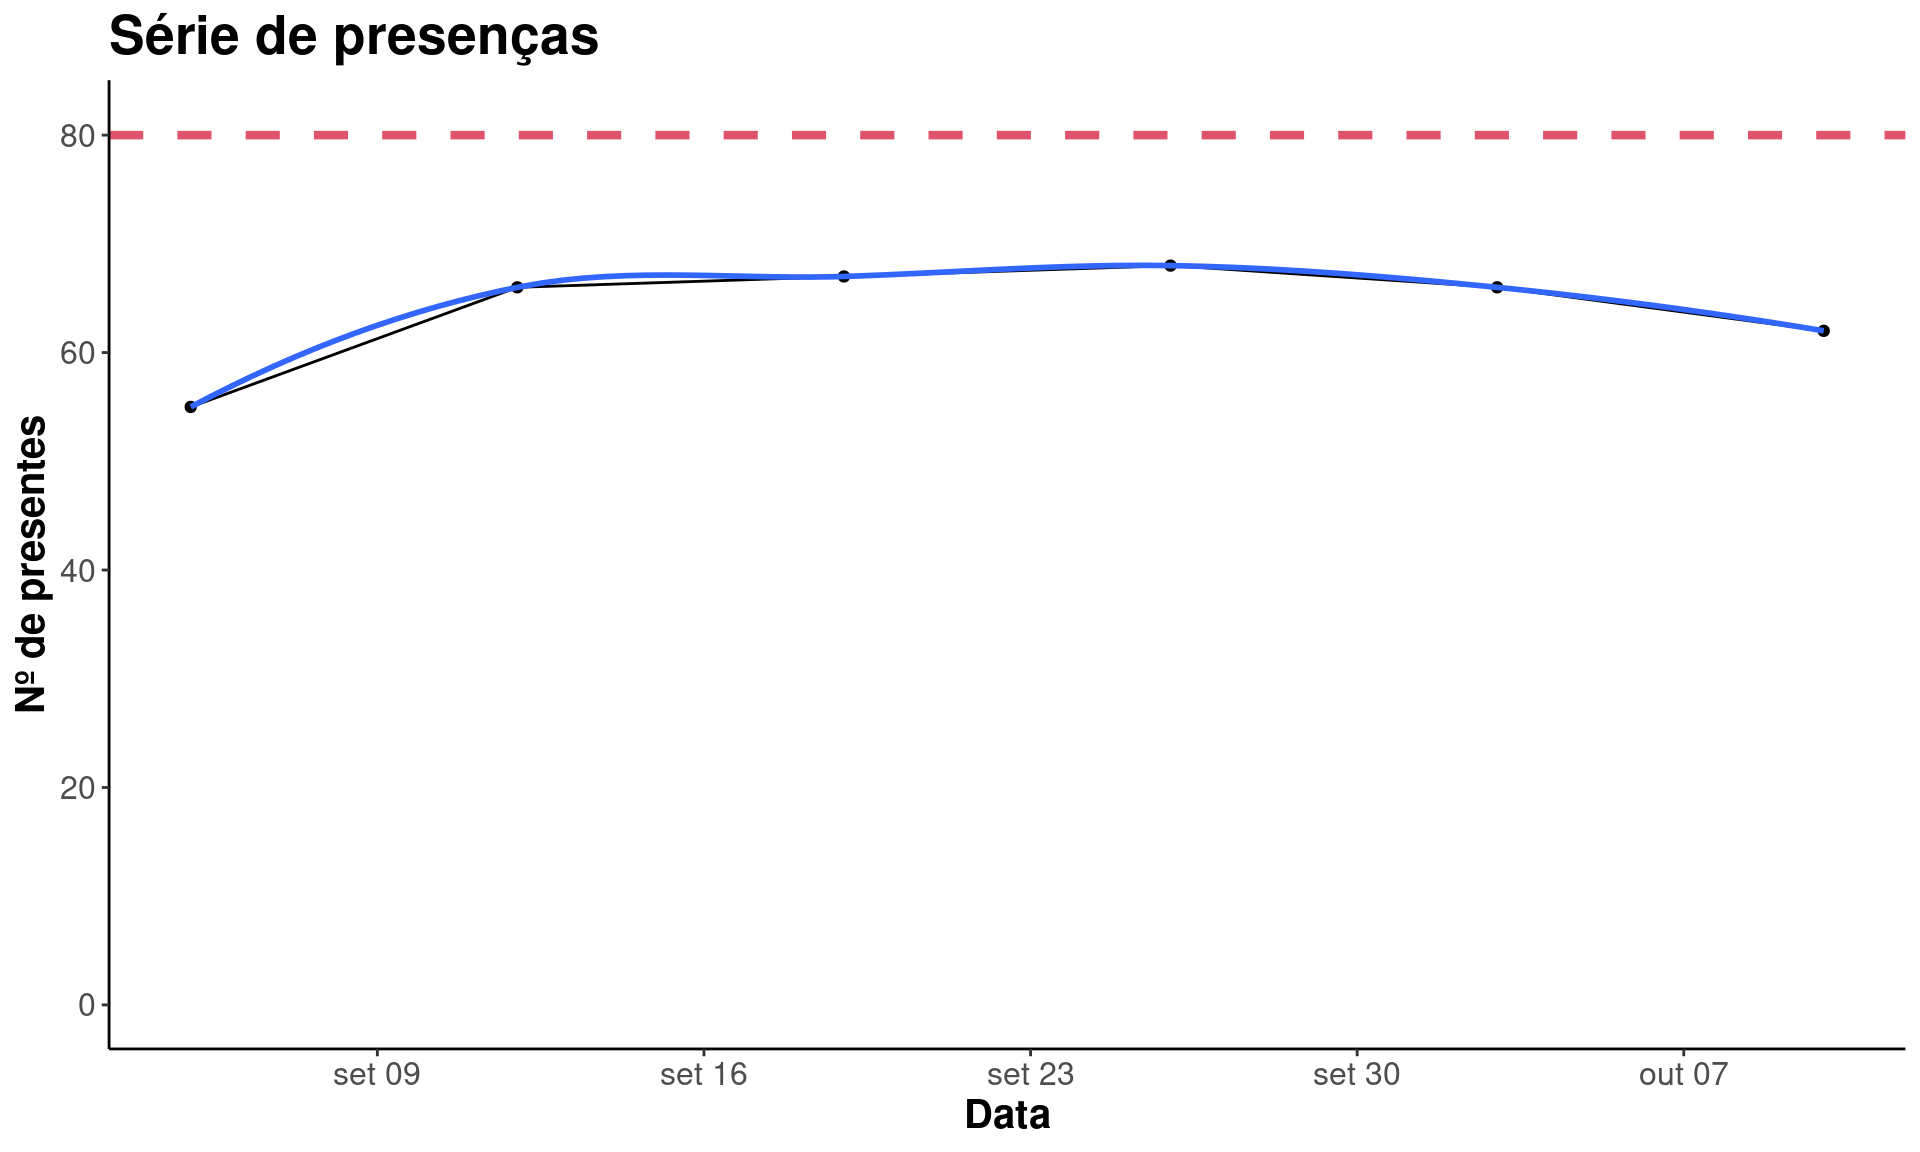 Série de presenças
Nº de presentes
80
60
40
20
0
set 09
set 16
set 23
set 30
out 07
Data